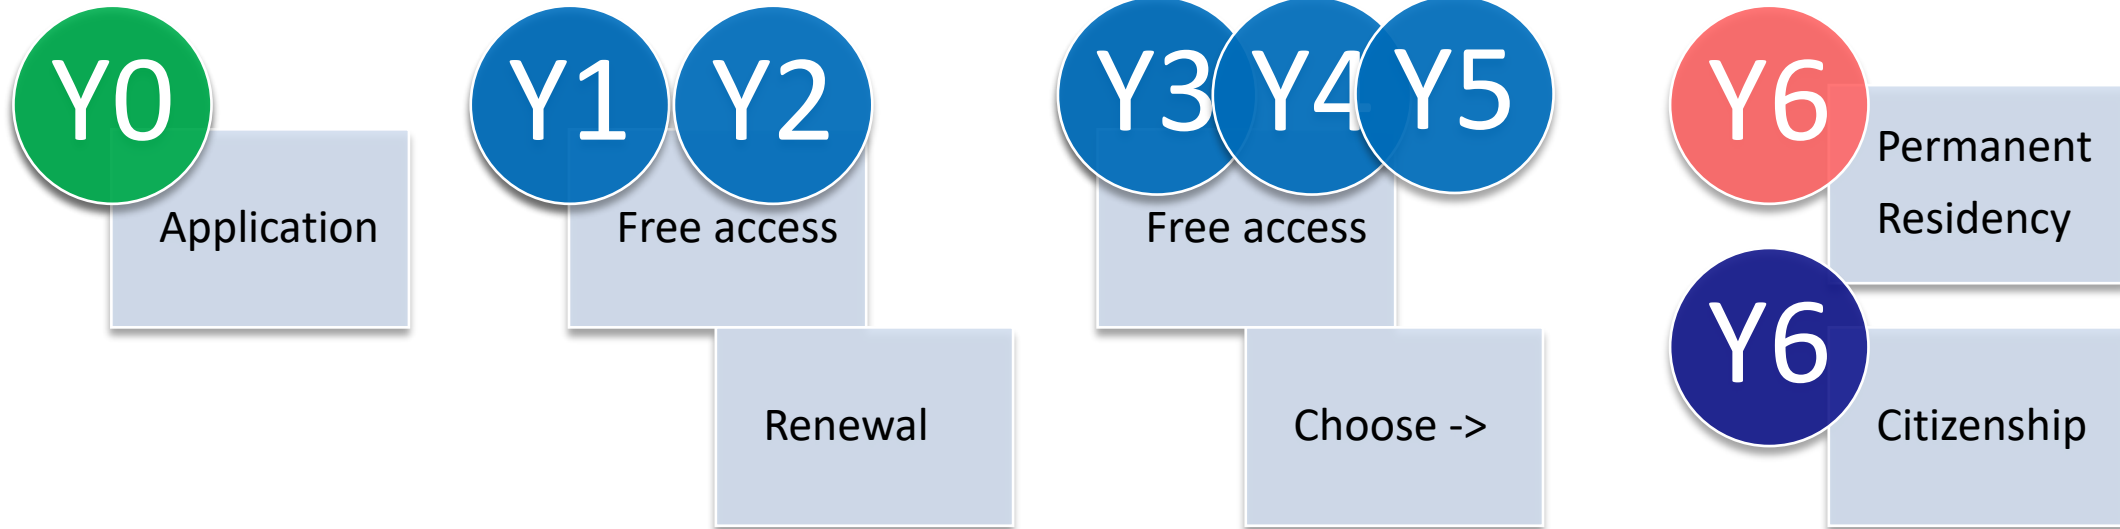 Y0
Application
Y1
Y2
Free access
Renewal
Y3
Y4
Y5
Free access
Choose ->
Y6
Permanent
Residency
Y6
Citizenship